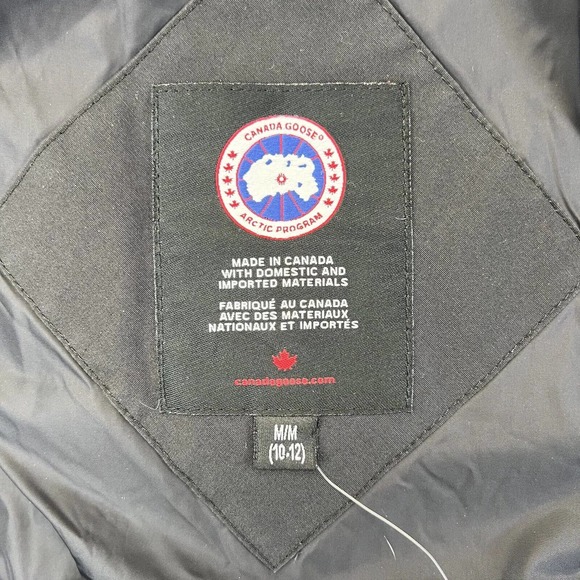 CANADA GOOSE®
ARCTIC PROGRAM
MADE IN CANADA
WITH DOMESTIC AND
IMPORTED MATERIALS
FABRIQUÉ AU CANADA
AVEC DES MATERIAUX
NATIONAUX ET IMPORTÉS
canadagoose.com
M/M
(10-12)